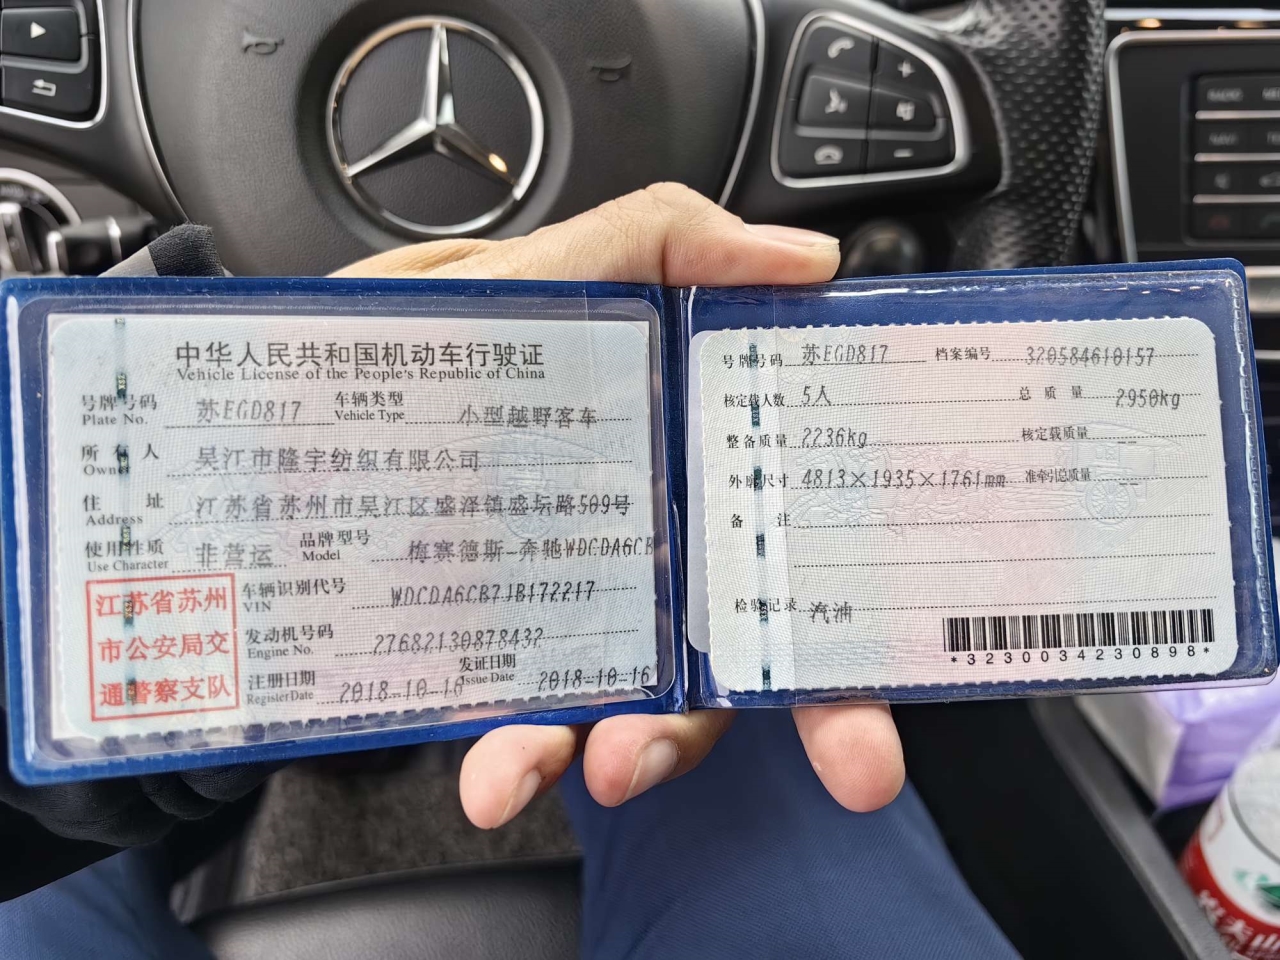 中华人民共和国机动车行驶证
Vehicle License of the People's Republic of China
号牌号码 苏EGD817 车辆类型 小型越野客车
Plate No. Vehicle Type
所有人 吴江市隆宇纺织有限公司
Owner
住址 江苏省苏州市吴江区盛泽镇盛坛路509号
Address
使用性质 非营运 品牌型号 梅赛德斯-奔驰WDCDA6CB
Use Character Model
江苏省苏州
市公安局交
通警察支队
车辆识别代号 WDCDA6CB7JB172217
VIN
发动机号码 27682130878432
Engine No.
注册日期 2018-10-16 发证日期 2018-10-16
Register Date Issue Date
号牌号码 苏EGD817 档案编号 320584610157
核定载人数 5人 总质量 2950kg
整备质量 2236kg 核定载质量 --
外廓尺寸 4813×1935×1761mm 准牵引总质量 --
备注
检验记录 汽油
*3230034230898*
RADIO
NAVI